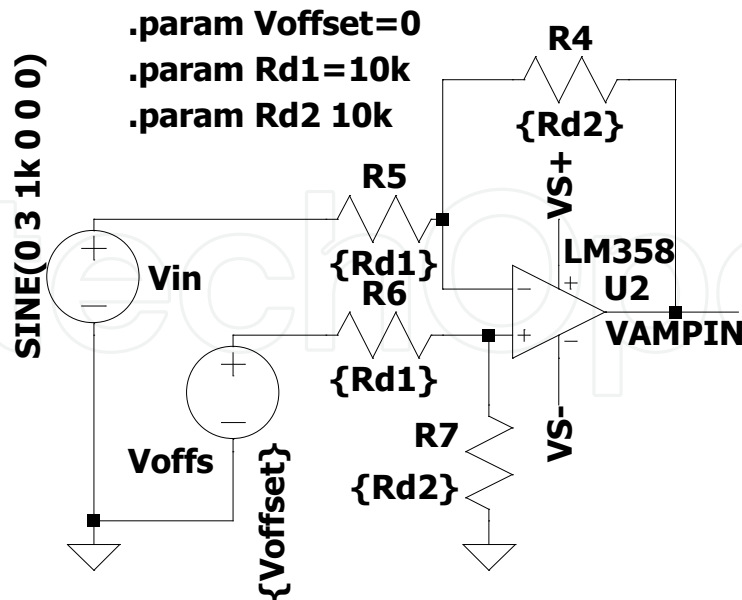 .param Voffset=0
.param Rd1=10k
.param Rd2 10k
R4
{Rd2}
SINE(0 3 1k 0 0 0)
Vin
R5
{Rd1}
VS+
LM358
U2
VAMPIN
R6
{Rd1}
VS-
Voffs
{Voffset}
R7
{Rd2}